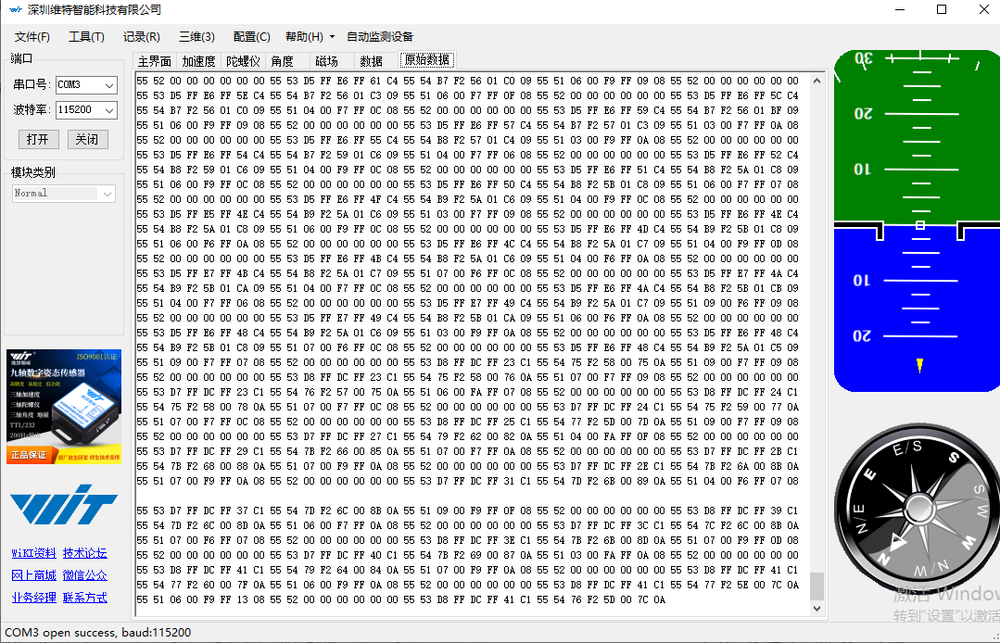 深圳维特智能科技有限公司
文件(F) 工具(T) 记录(R) 三维(3) 配置(C) 帮助(H) 自动监测设备
端口
串口号: COM3
波特率: 115200
打开 关闭
模块类别
Normal
主界面 加速度 陀螺仪 角度 磁场 数据 原始数据
55 52 00 00 00 00 00 00 55 53 D5 FF E6 FF 61 C4 55 54 B7 F2 56 01 C0 09 55 51 06 00 F9 FF 09 08 55 52 00 00 00 00 00 00
55 53 D5 FF E6 FF 5E C4 55 54 B7 F2 56 01 C3 09 55 51 06 00 F7 FF 0F 08 55 52 00 00 00 00 00 00 55 53 D5 FF E6 FF 5C C4
55 54 B7 F2 56 01 C0 09 55 51 04 00 F7 FF 0C 08 55 52 00 00 00 00 00 00 55 53 D5 FF E6 FF 59 C4 55 54 B7 F2 56 01 BF 09
55 51 06 00 F9 FF 09 08 55 52 00 00 00 00 00 00 55 53 D5 FF E6 FF 57 C4 55 54 B7 F2 57 01 C3 09 55 51 03 00 F7 FF 0A 08
55 52 00 00 00 00 00 00 55 53 D5 FF E6 FF 55 C4 55 54 B8 F2 57 01 C4 09 55 51 03 00 F9 FF 0A 08 55 52 00 00 00 00 00 00
55 53 D5 FF E6 FF 54 C4 55 54 B7 F2 59 01 C6 09 55 51 04 00 F7 FF 06 08 55 52 00 00 00 00 00 00 55 53 D5 FF E6 FF 52 C4
55 54 B8 F2 59 01 C6 09 55 51 04 00 F9 FF 0C 08 55 52 00 00 00 00 00 00 55 53 D5 FF E6 FF 51 C4 55 54 B8 F2 5A 01 C8 09
55 51 06 00 F9 FF 0C 08 55 52 00 00 00 00 00 00 55 53 D5 FF E6 FF 50 C4 55 54 B8 F2 5B 01 C8 09 55 51 06 00 F7 FF 07 08
55 52 00 00 00 00 00 00 55 53 D5 FF E6 FF 4F C4 55 54 B9 F2 5A 01 C6 09 55 51 04 00 F9 FF 0C 08 55 52 00 00 00 00 00 00
55 53 D5 FF E5 FF 4E C4 55 54 B9 F2 5A 01 C6 09 55 51 03 00 F7 FF 09 08 55 52 00 00 00 00 00 00 55 53 D5 FF E6 FF 4E C4
55 54 B8 F2 5A 01 C8 09 55 51 06 00 F7 FF 0C 08 55 52 00 00 00 00 00 00 55 53 D5 FF E6 FF 4D C4 55 54 B9 F2 5B 01 C8 09
55 51 06 00 F6 FF 0A 08 55 52 00 00 00 00 00 00 55 53 D5 FF E6 FF 4C C4 55 54 B8 F2 5A 01 C7 09 55 51 04 00 F9 FF 0D 08
55 52 00 00 00 00 00 00 55 53 D5 FF E6 FF 4B C4 55 54 B8 F2 5A 01 C6 09 55 51 04 00 F6 FF 0A 08 55 52 00 00 00 00 00 00
55 53 D5 FF E7 FF 4B C4 55 54 B8 F2 5A 01 C7 09 55 51 07 00 F6 FF 0C 08 55 52 00 00 00 00 00 00 55 53 D5 FF E7 FF 4A C4
55 54 B9 F2 5B 01 CA 09 55 51 04 00 F7 FF 0C 08 55 52 00 00 00 00 00 00 55 53 D5 FF E6 FF 4A C4 55 54 B8 F2 5B 01 CB 09
55 51 04 00 F7 FF 06 08 55 52 00 00 00 00 00 00 55 53 D5 FF E7 FF 49 C4 55 54 B9 F2 5A 01 C7 09 55 51 09 00 F6 FF 09 08
55 52 00 00 00 00 00 00 55 53 D5 FF E7 FF 49 C4 55 54 B8 F2 5B 01 CA 09 55 51 06 00 F6 FF 0A 08 55 52 00 00 00 00 00 00
55 53 D5 FF E6 FF 48 C4 55 54 B9 F2 5A 01 C6 09 55 51 03 00 F9 FF 0A 08 55 52 00 00 00 00 00 00 55 53 D5 FF E6 FF 48 C4
55 54 B9 F2 5B 01 C8 09 55 51 07 00 F6 FF 0C 08 55 52 00 00 00 00 00 00 55 53 D5 FF E6 FF 48 C4 55 54 B9 F2 5A 01 C5 09
55 51 09 00 F7 FF 07 08 55 52 00 00 00 00 00 00 55 53 D8 FF DC FF 23 C1 55 54 75 F2 58 00 75 0A 55 51 09 00 F7 FF 09 08
55 52 00 00 00 00 00 00 55 53 D8 FF DC FF 23 C1 55 54 75 F2 58 00 76 0A 55 51 07 00 F7 FF 09 08 55 52 00 00 00 00 00 00
55 53 D7 FF DC FF 23 C1 55 54 76 F2 57 00 75 0A 55 51 06 00 FA FF 07 08 55 52 00 00 00 00 00 00 55 53 D8 FF DC FF 24 C1
55 54 75 F2 58 00 78 0A 55 51 07 00 F7 FF 0C 08 55 52 00 00 00 00 00 00 55 53 D7 FF DC FF 24 C1 55 54 75 F2 59 00 77 0A
55 51 07 00 F7 FF 0C 08 55 52 00 00 00 00 00 00 55 53 D8 FF DC FF 25 C1 55 54 77 F2 5D 00 7D 0A 55 51 09 00 F7 FF 09 08
55 52 00 00 00 00 00 00 55 53 D7 FF DC FF 27 C1 55 54 79 F2 62 00 82 0A 55 51 04 00 FA FF 0F 08 55 52 00 00 00 00 00 00
55 53 D7 FF DC FF 29 C1 55 54 7B F2 66 00 85 0A 55 51 07 00 F7 FF 0A 08 55 52 00 00 00 00 00 00 55 53 D7 FF DC FF 2B C1
55 54 7B F2 68 00 88 0A 55 51 07 00 F9 FF 0A 08 55 52 00 00 00 00 00 00 55 53 D7 FF DC FF 2E C1 55 54 7B F2 6A 00 8B 0A
55 51 07 00 F9 FF 0A 08 55 52 00 00 00 00 00 00 55 53 D7 FF DC FF 31 C1 55 54 7D F2 6B 00 89 0A 55 51 04 00 F6 FF 07 08
55 53 D7 FF DC FF 37 C1 55 54 7D F2 6C 00 8B 0A 55 51 09 00 F9 FF 0F 08 55 52 00 00 00 00 00 00 55 53 D8 FF DC FF 39 C1
55 54 7D F2 6C 00 8D 0A 55 51 06 00 F7 FF 0A 08 55 52 00 00 00 00 00 00 55 53 D7 FF DC FF 3C C1 55 54 7C F2 6C 00 8B 0A
55 51 07 00 F6 FF 07 08 55 52 00 00 00 00 00 00 55 53 D8 FF DC FF 3E C1 55 54 7B F2 6B 00 8D 0A 55 51 07 00 F9 FF 0D 08
55 52 00 00 00 00 00 00 55 53 D7 FF DC FF 40 C1 55 54 7B F2 69 00 87 0A 55 51 03 00 FA FF 0A 08 55 52 00 00 00 00 00 00
55 53 D8 FF DC FF 41 C1 55 54 79 F2 64 00 84 0A 55 51 07 00 F9 FF 0A 08 55 52 00 00 00 00 00 00 55 53 D8 FF DC FF 41 C1
55 54 77 F2 60 00 7F 0A 55 51 06 00 F9 FF 0A 08 55 52 00 00 00 00 00 00 55 53 D8 FF DC FF 41 C1 55 54 77 F2 5E 00 7C 0A
55 51 06 00 F9 FF 13 08 55 52 00 00 00 00 00 00 55 53 D8 FF DC FF 41 C1 55 54 76 F2 5D 00 7C 0A
WIT ISO9001认证
九轴数字姿态传感器
高精度 高稳定 低功耗
三轴加速度
三轴陀螺仪
三轴角度 地磁
TTL/232
200Hz
正品保证
原厂自主研发 师生技术支持
WIT
WiKI资料 技术论坛
网上商城 微信公众
业务经理 联系方式
30
20
10
10
20
E/S
S
S/W
W
W/N
N
N/E
E
激活 Window
转到"设置"以激活
COM3 open success, baud:115200